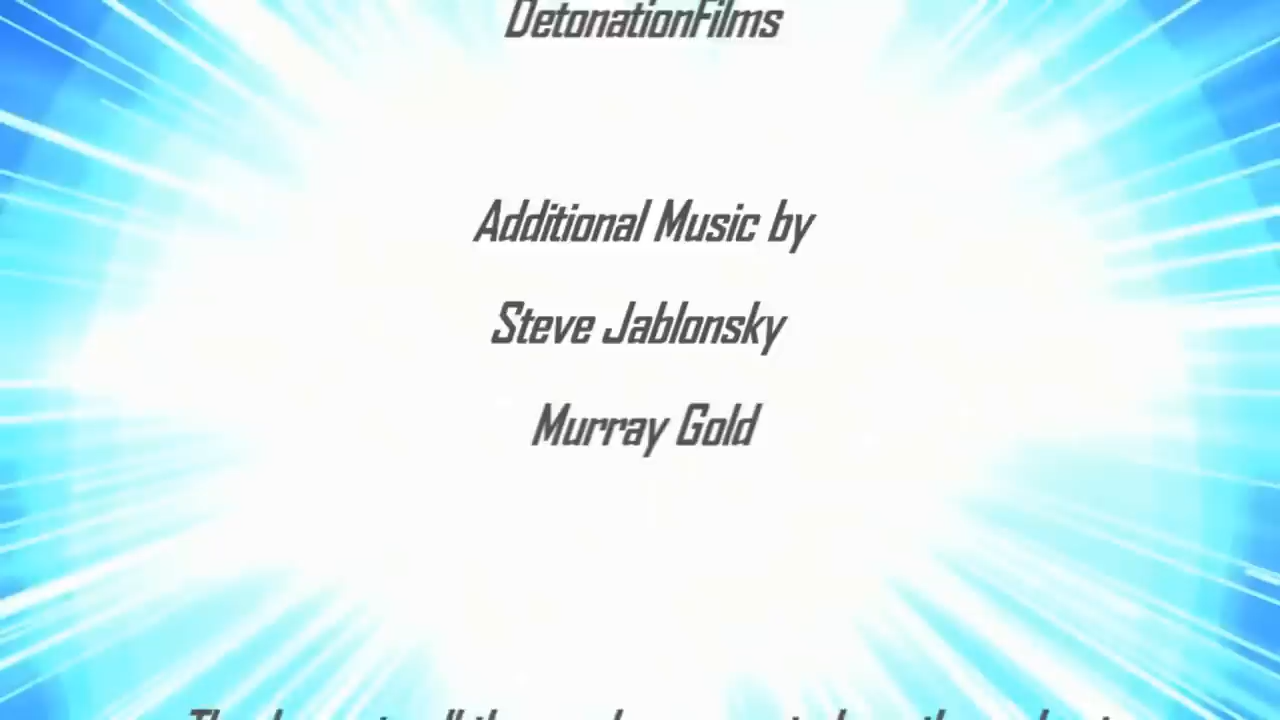 DetonationFilms
Additional Music by
Steve Jablonsky
Murray Gold